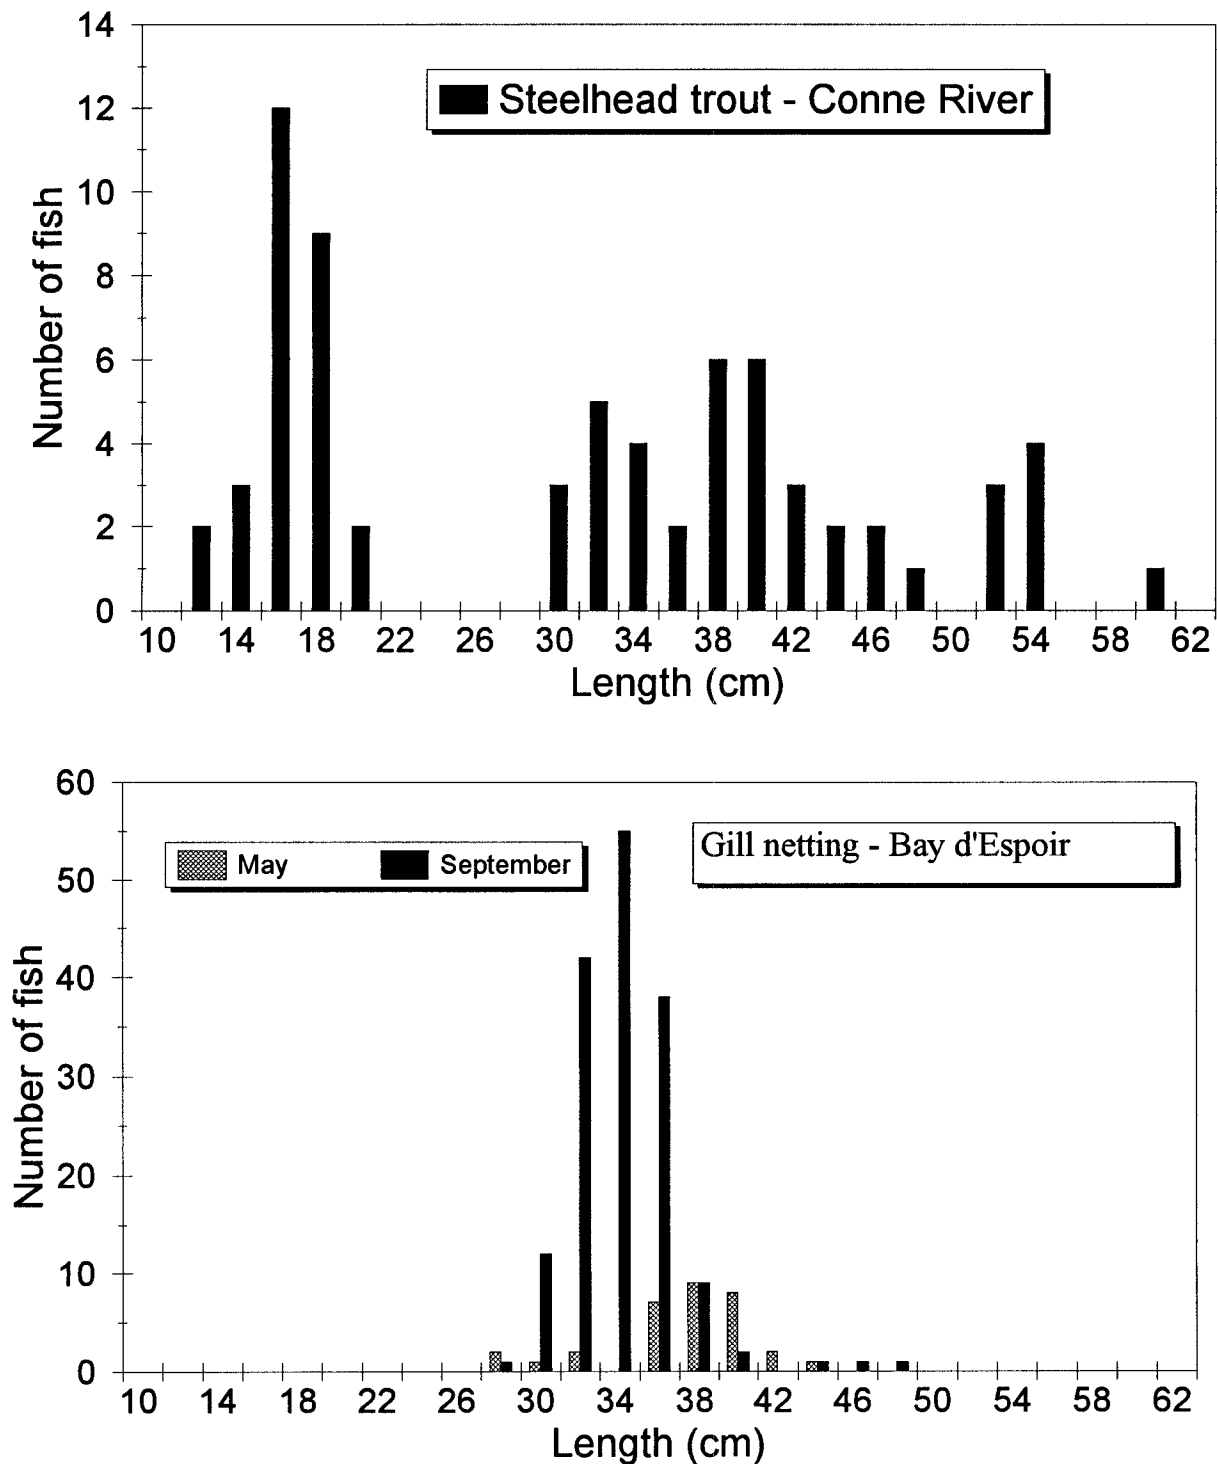 14
12
10
8
6
4
2
0
Number of fish
Steelhead trout - Conne River
10 14 18 22 26 30 34 38 42 46 50 54 58 62
Length (cm)
60
50
40
30
20
10
0
Number of fish
May September
Gill netting - Bay d'Espoir
10 14 18 22 26 30 34 38 42 46 50 54 58 62
Length (cm)